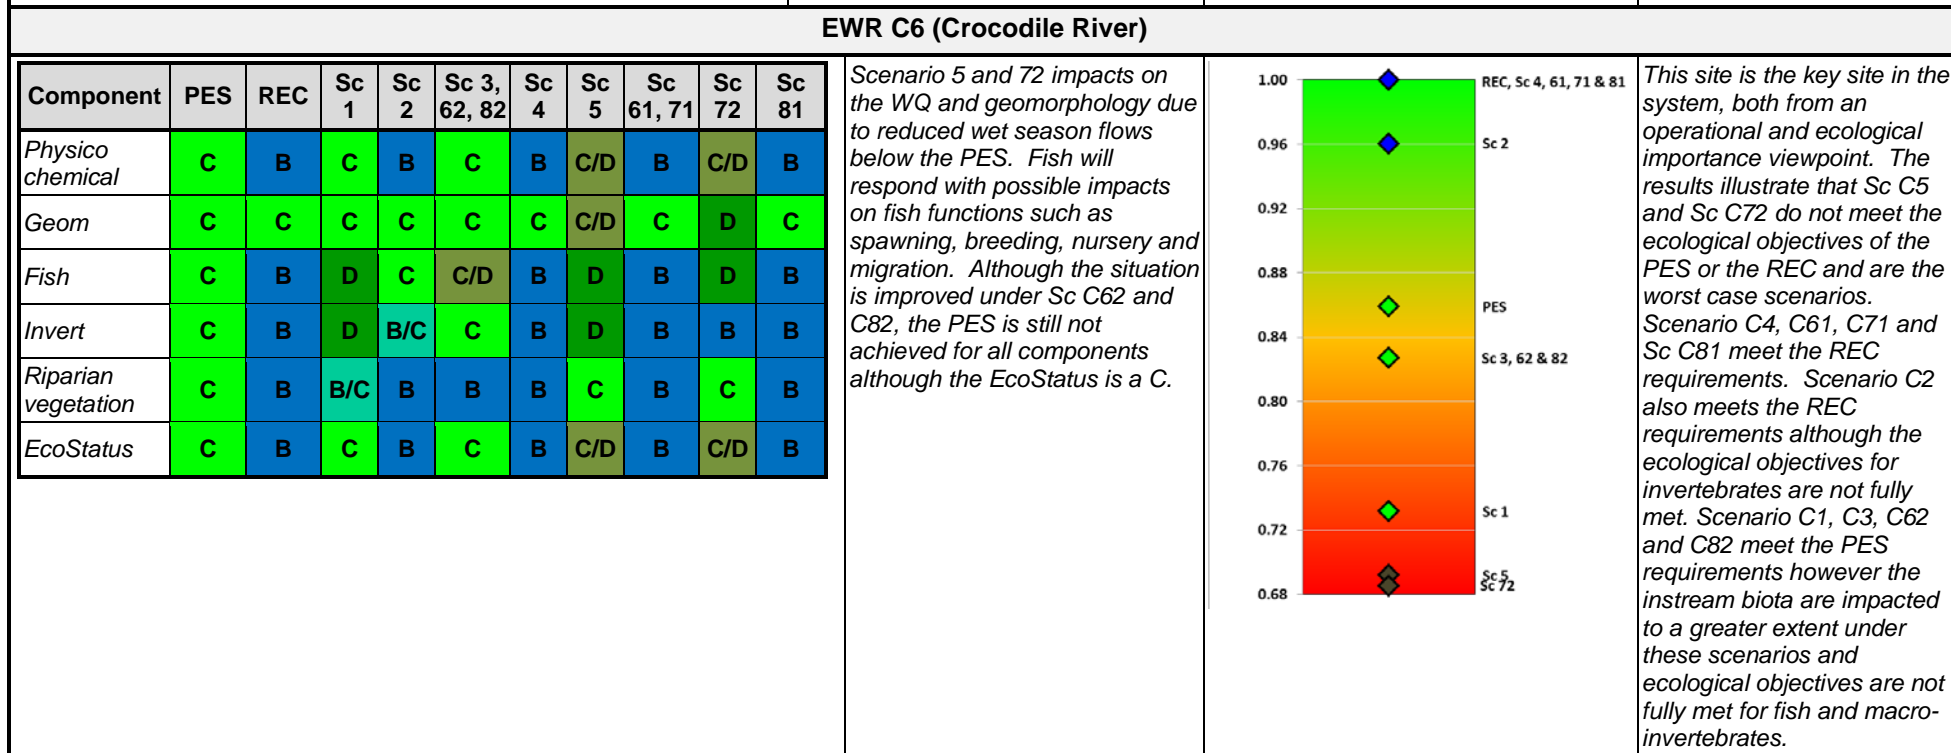 EWR C6 (Crocodile River)
Component PES REC Sc 1 Sc 2 Sc 3, 62, 82 Sc 4 Sc 5 Sc 61, 71 Sc 72 Sc 81
Physico chemical C B C B C B C/D B C/D B
Geom C C C C C C C/D C D C
Fish C B D C C/D B D B D B
Invert C B D B/C C B D B B B
Riparian vegetation C B B/C B B B C B C B
EcoStatus C B C B C B C/D B C/D B
Scenario 5 and 72 impacts on
the WQ and geomorphology due
to reduced wet season flows
below the PES. Fish will
respond with possible impacts
on fish functions such as
spawning, breeding, nursery and
migration. Although the situation
is improved under Sc C62 and
C82, the PES is still not
achieved for all components
although the EcoStatus is a C.
1.00 REC, Sc 4, 61, 71 & 81
0.96 Sc 2
0.92
0.88
PES
0.84
Sc 3, 62 & 82
0.80
0.76
Sc 1
0.72
Sc 5
Sc 72
0.68
This site is the key site in the
system, both from an
operational and ecological
importance viewpoint. The
results illustrate that Sc C5
and Sc C72 do not meet the
ecological objectives of the
PES or the REC and are the
worst case scenarios.
Scenario C4, C61, C71 and
Sc C81 meet the REC
requirements. Scenario C2
also meets the REC
requirements although the
ecological objectives for
invertebrates are not fully
met. Scenario C1, C3, C62
and C82 meet the PES
requirements however the
instream biota are impacted
to a greater extent under
these scenarios and
ecological objectives are not
fully met for fish and macro-
invertebrates.